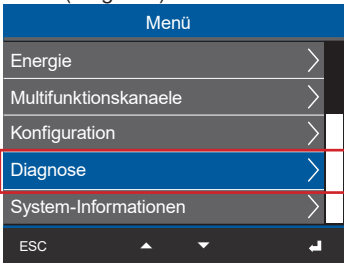 Menü
Energie
Multifunktionskanaele
Konfiguration
Diagnose
System-Informationen
ESC